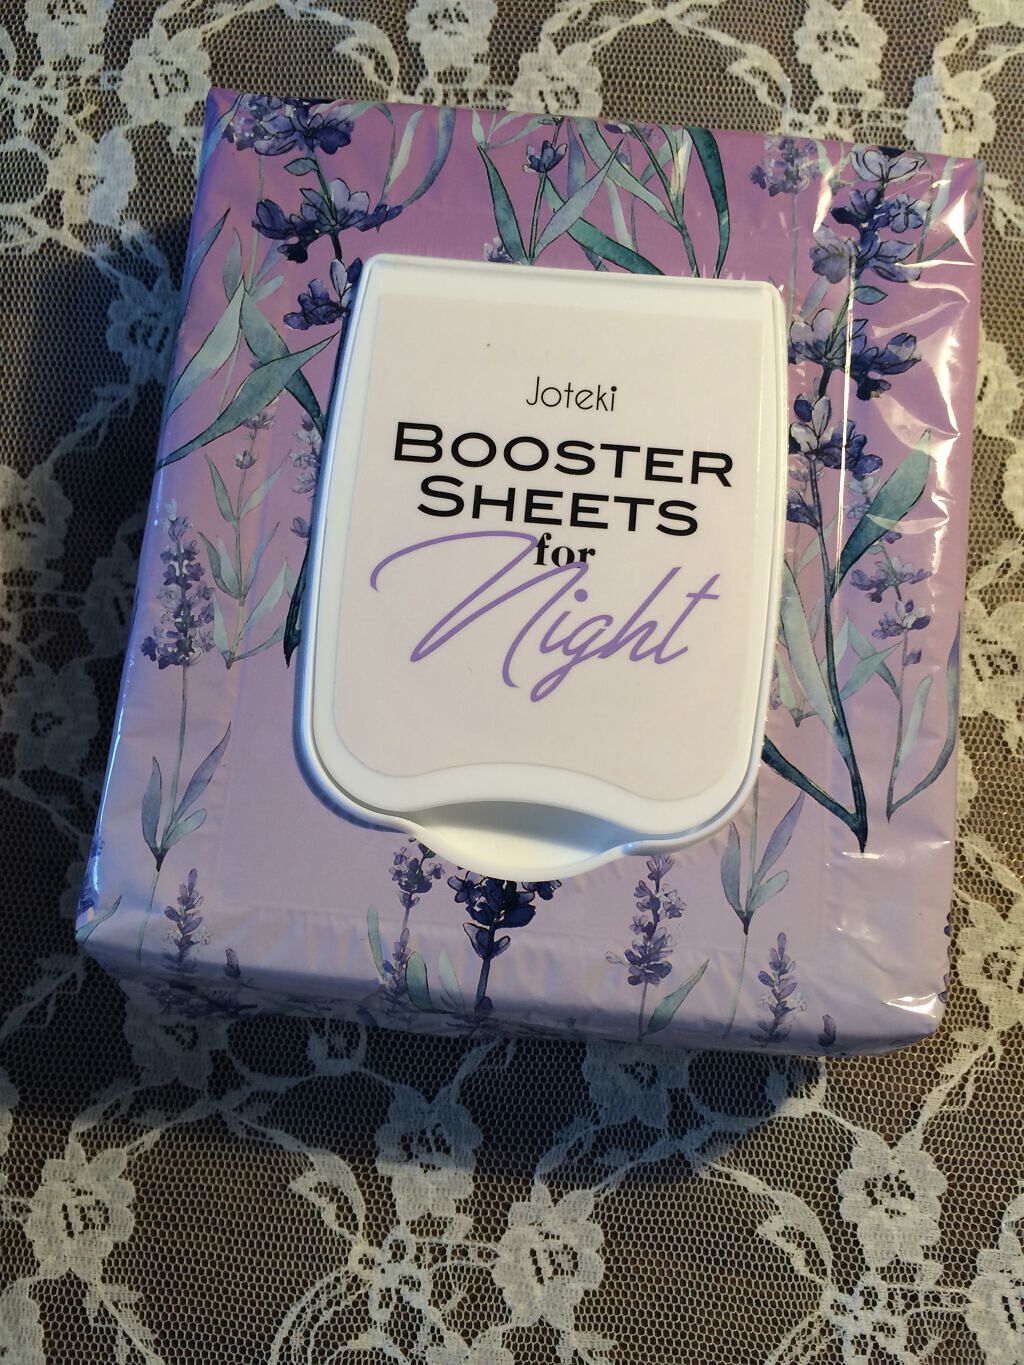 Joteki
BOOSTER
SHEETS
for
Night